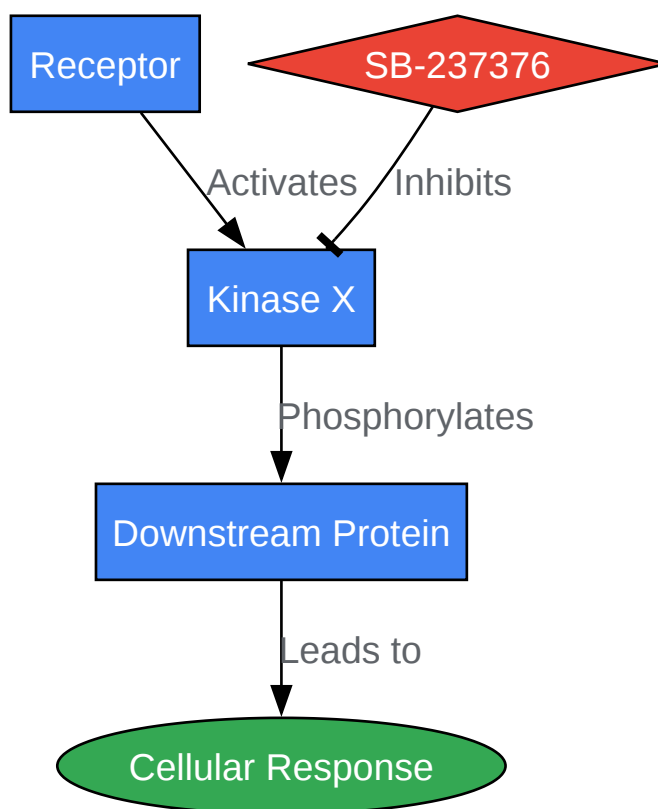 Receptor
SB-237376
Activates
Inhibits
Kinase X
Phosphorylates
Downstream Protein
Leads to
Cellular Response